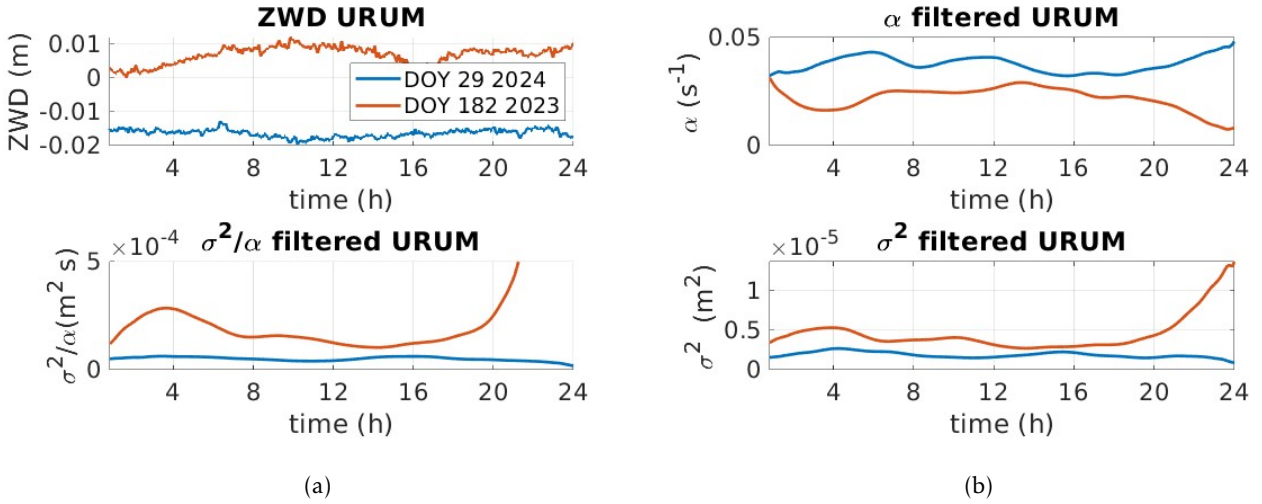 ZWD URUM
ZWD (m)
0.01
0
-0.01
-0.02
DOY 29 2024
DOY 182 2023
4 8 12 16 20 24
time (h)
α filtered URUM
α (s⁻¹)
0.05
0
4 8 12 16 20 24
time (h)
×10⁻⁴ σ²/α filtered URUM
σ²/α(m² s)
5
0
4 8 12 16 20 24
time (h)
×10⁻⁵ σ² filtered URUM
σ² (m²)
1
0.5
0
4 8 12 16 20 24
time (h)
(a)
(b)